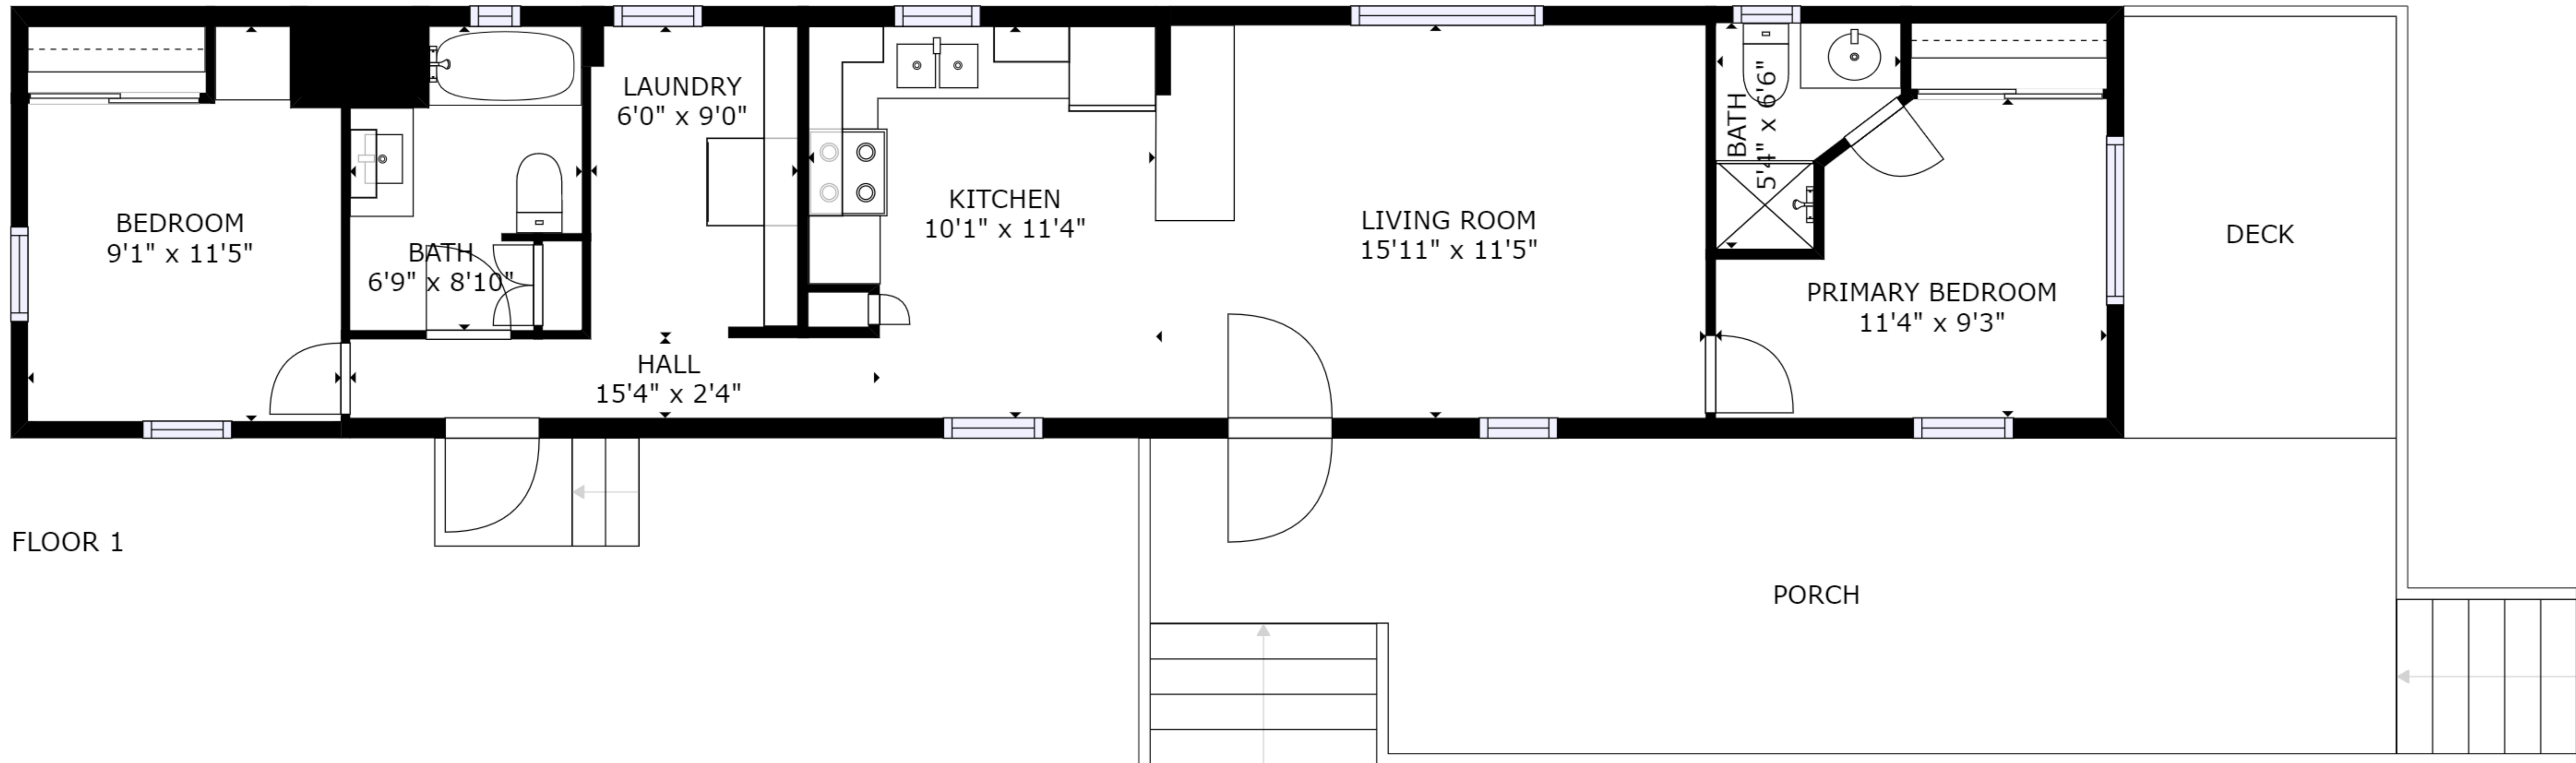 BEDROOM
9'1" x 11'5"
BATH
6'9" x 8'10"
LAUNDRY
6'0" x 9'0"
HALL
15'4" x 2'4"
KITCHEN
10'1" x 11'4"
LIVING ROOM
15'11" x 11'5"
BATH
5'4" x 6'6"
PRIMARY BEDROOM
11'4" x 9'3"
DECK
PORCH
FLOOR 1